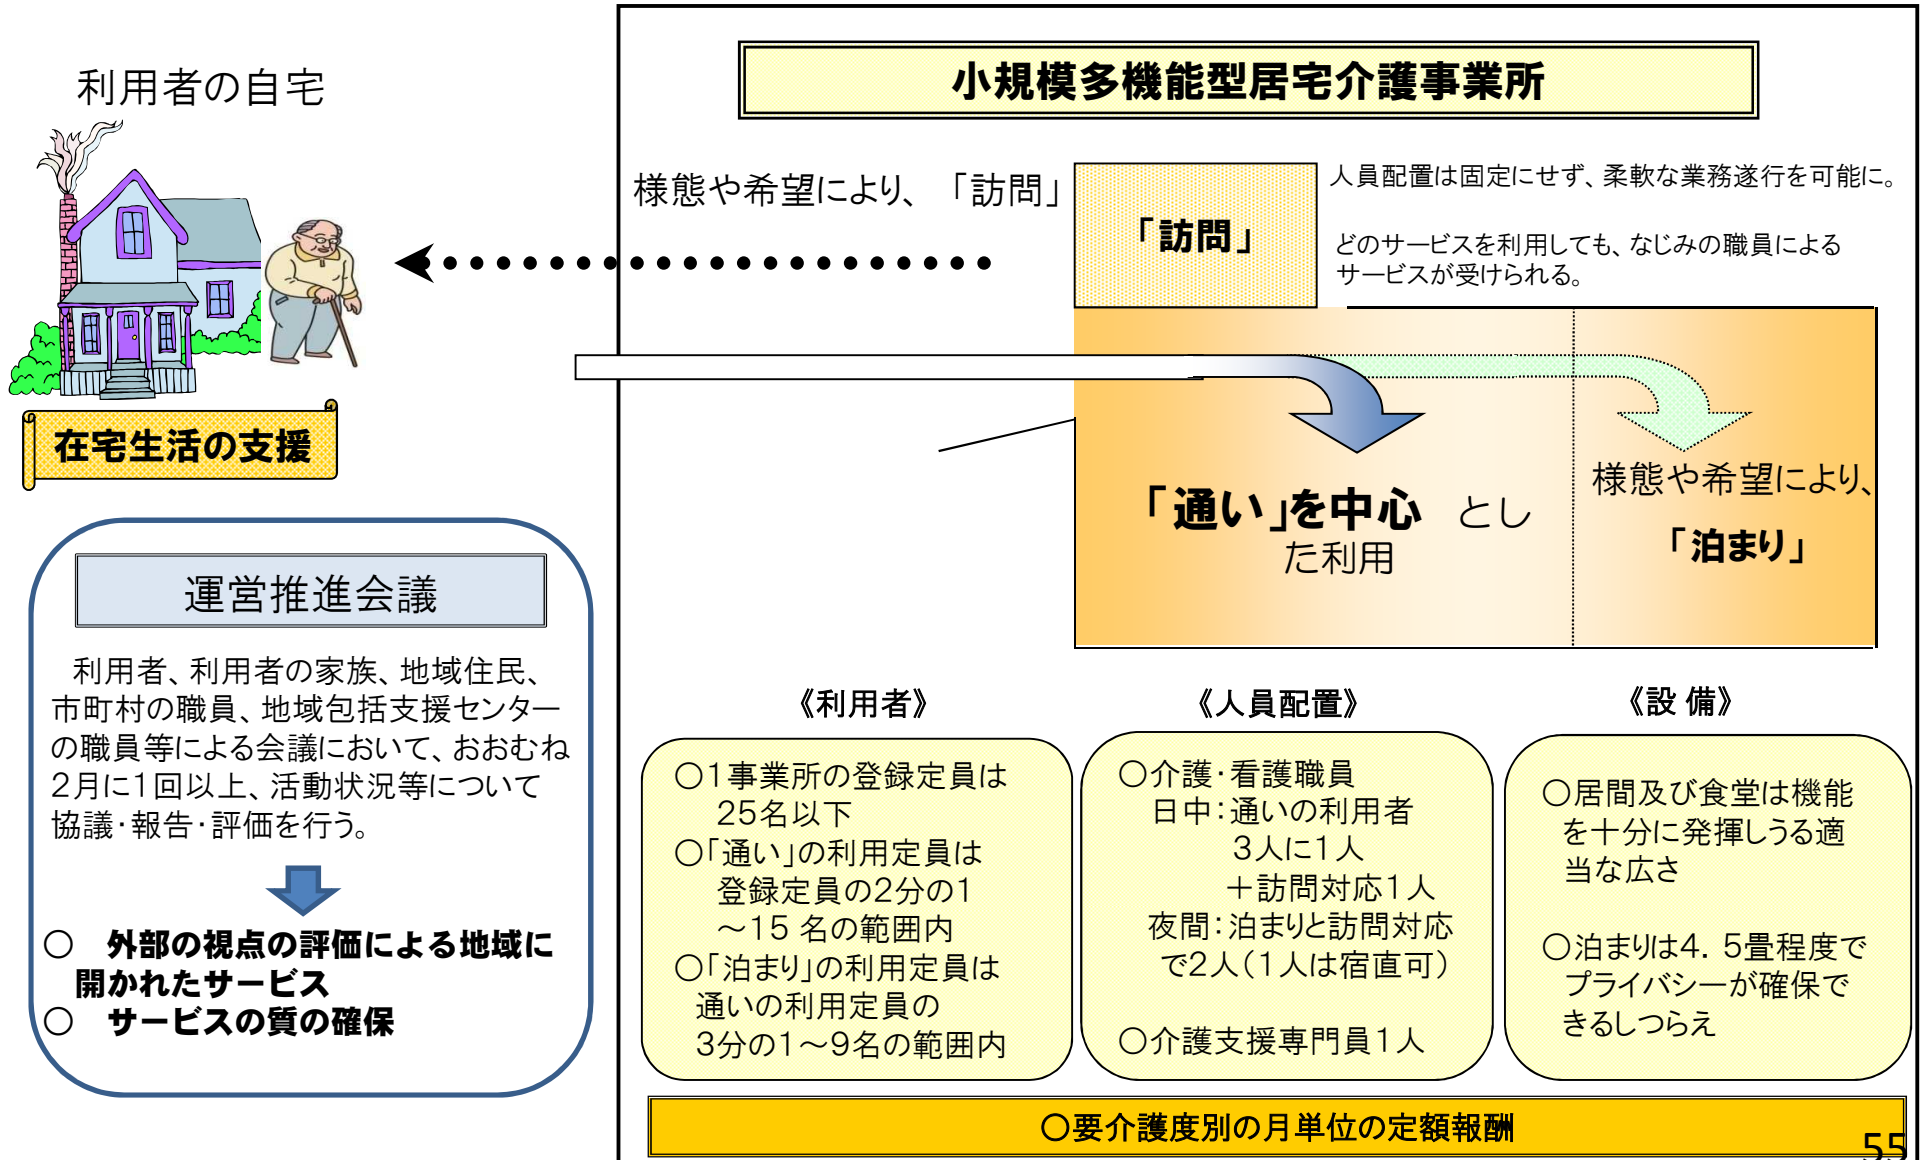 利用者の自宅
在宅生活の支援
運営推進会議
利用者、利用者の家族、地域住民、
市町村の職員、地域包括支援センター
の職員等による会議において、おおむね
2月に1回以上、活動状況等について
協議・報告・評価を行う。
○　外部の視点の評価による地域に
開かれたサービス
○　サービスの質の確保
小規模多機能型居宅介護事業所
様態や希望により、「訪問」
「訪問」
人員配置は固定にせず、柔軟な業務遂行を可能に。
どのサービスを利用しても、なじみの職員による
サービスが受けられる。
「通い」を中心　とし
た利用
様態や希望により、
「泊まり」
《利用者》
○1事業所の登録定員は
25名以下
○「通い」の利用定員は
登録定員の2分の1
～15 名の範囲内
○「泊まり」の利用定員は
通いの利用定員の
3分の1～9名の範囲内
《人員配置》
○介護・看護職員
日中：通いの利用者
3人に1人
＋訪問対応1人
夜間：泊まりと訪問対応
で2人（1人は宿直可）
○介護支援専門員1人
《設 備》
○居間及び食堂は機能
を十分に発揮しうる適
当な広さ
○泊まりは4．5畳程度で
プライバシーが確保で
きるしつらえ
○要介護度別の月単位の定額報酬
55